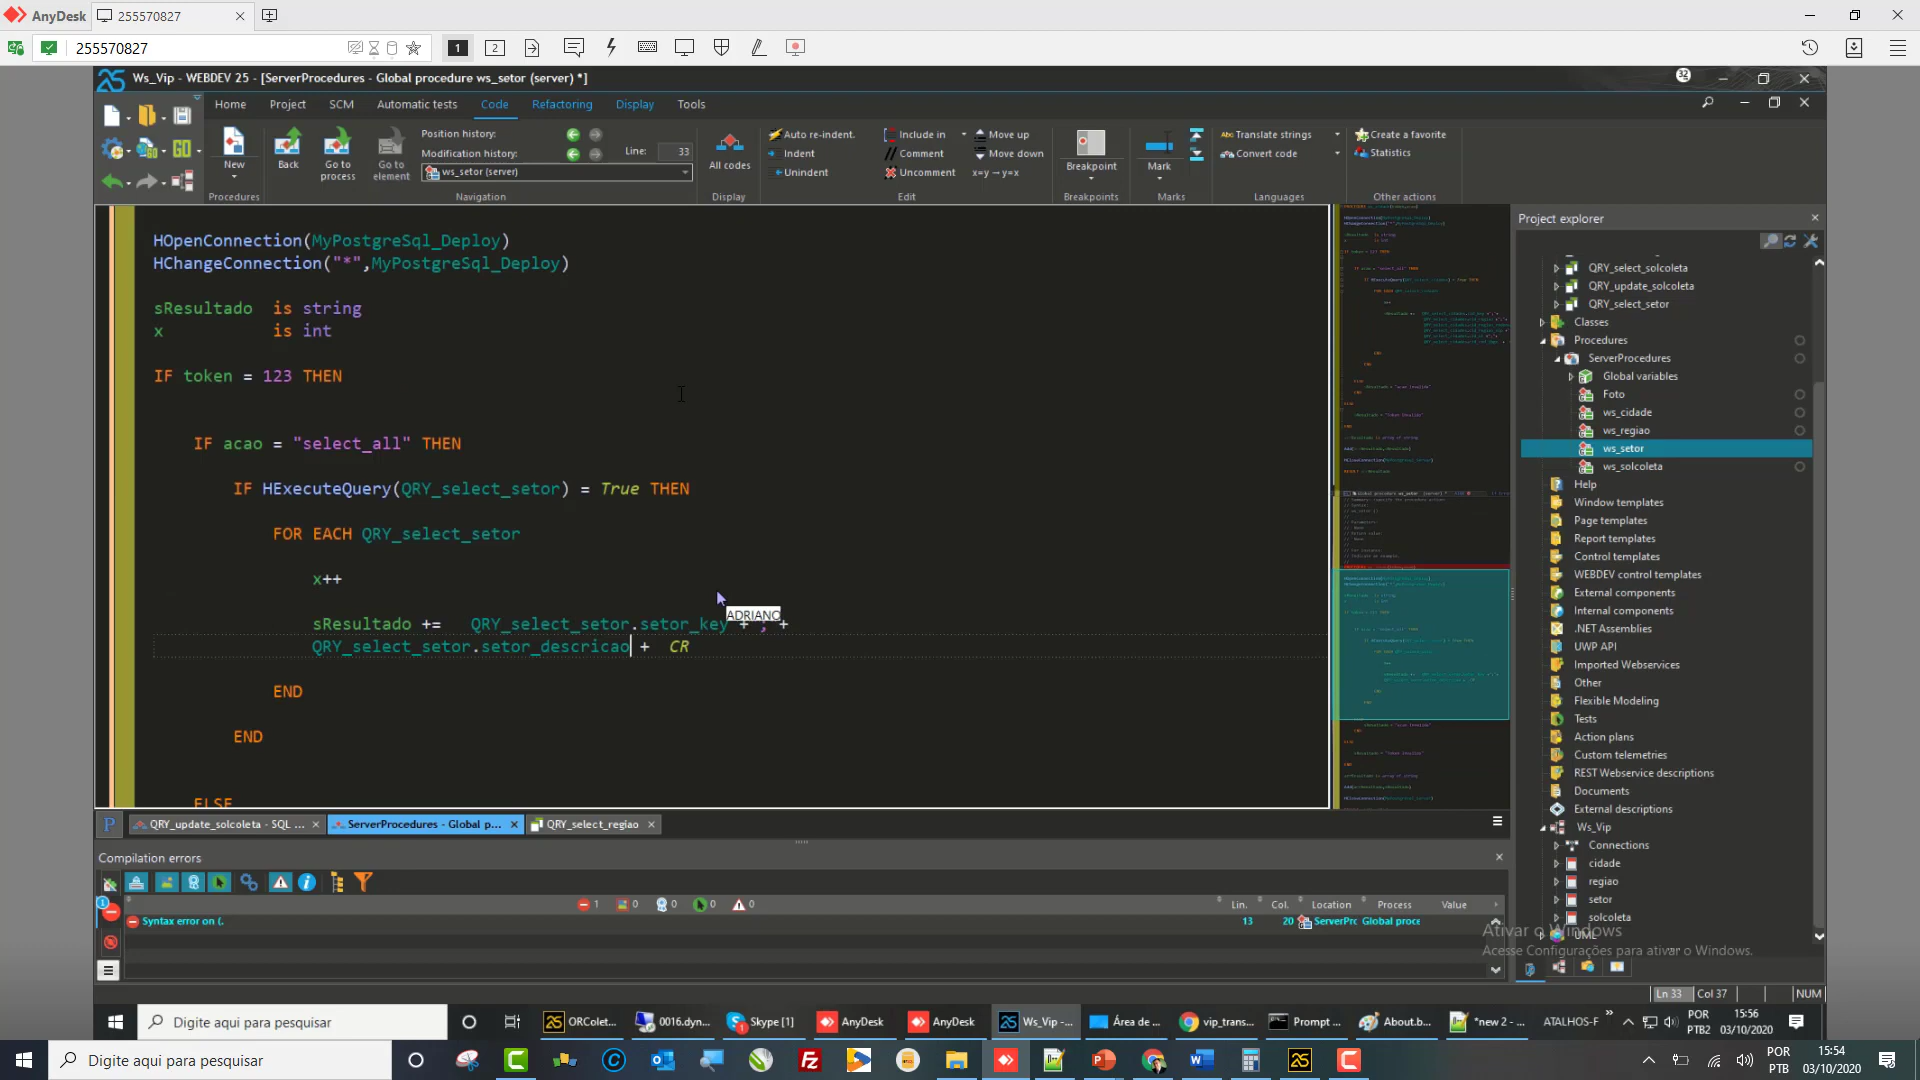 AnyDesk 255570827
255570827 1 2
25 Ws_Vip - WEBDEV 25 - [ServerProcedures - Global procedure ws_setor (server) *] 32
Home Project SCM Automatic tests Code Refactoring Display Tools
New Back Go to process Go to element
Position history:
Modification history:
ws_setor (server)
Line: 33
All codes
Auto re-indent.
Indent
Unindent
Include in
// Comment
Uncomment
Move up
Move down
x=y→y=x
Breakpoint
Mark
Abc Translate strings
Convert code
Create a favorite
Statistics
Procedures Navigation Display Edit Breakpoints Marks Languages Other actions
HOpenConnection(MyPostgreSql_Deploy)
HChangeConnection("*",MyPostgreSql_Deploy)
sResultado is string
x is int
IF token = 123 THEN
IF acao = "select_all" THEN
IF HExecuteQuery(QRY_select_setor) = True THEN
FOR EACH QRY_select_setor
x++
ADRIANO
sResultado += QRY_select_setor.setor_key + ; +
QRY_select_setor.setor_descricao + CR
END
END
ELSE
Project explorer
QRY_select_solcoleta
QRY_update_solcoleta
QRY_select_setor
Classes
Procedures
ServerProcedures
Global variables
Foto
ws_cidade
ws_regiao
ws_setor
ws_solcoleta
Help
Window templates
Page templates
Report templates
Control templates
WEBDEV control templates
External components
Internal components
.NET Assemblies
UWP API
Imported Webservices
Other
Flexible Modeling
Tests
Action plans
Custom telemetries
REST Webservice descriptions
Documents
External descriptions
Ws_Vip
Connections
cidade
regiao
setor
solcoleta
UML
Ativar o Windows
Acesse Configurações para ativar o Windows.
P QRY_update_solcoleta - SQL ... ServerProcedures - Global p... QRY_select_regiao
Compilation errors
1 0 0 0 0 Lin. Col. Location Process Value
Syntax error on (. 13 20 ServerPrc Global proce
Ln 33 Col 37 NUM
Digite aqui para pesquisar ORColet... 0016.dyn... Skype [1] AnyDesk AnyDesk Ws_Vip -... Área de ... vip_trans... Prompt ... About.b... *new 2 - ... ATALHOS-F POR PTB2 15:56 03/10/2020
Digite aqui para pesquisar POR PTB 15:54 03/10/2020